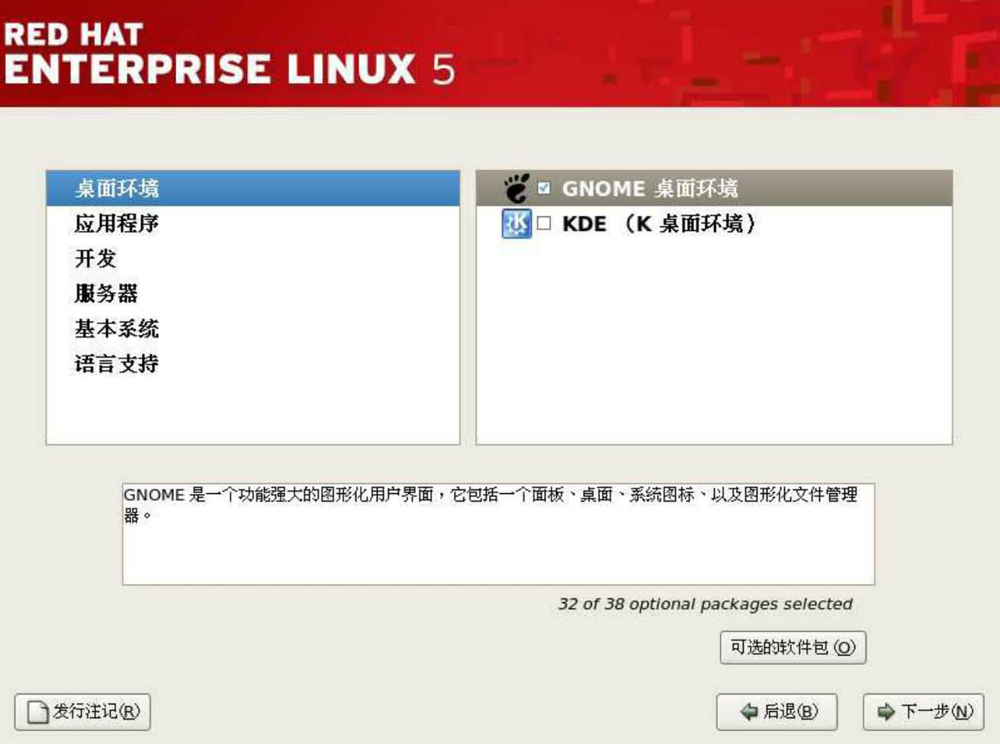 RED HAT
ENTERPRISE LINUX 5
桌面环境
应用程序
开发
服务器
基本系统
语言支持
GNOME 桌面环境
KDE （K 桌面环境）
GNOME 是一个功能强大的图形化用户界面，它包括一个面板、桌面、系统图标、以及图形化文件管理
器。
32 of 38 optional packages selected
可选的软件包 (O)
发行注记(R)
后退(B)
下一步(N)